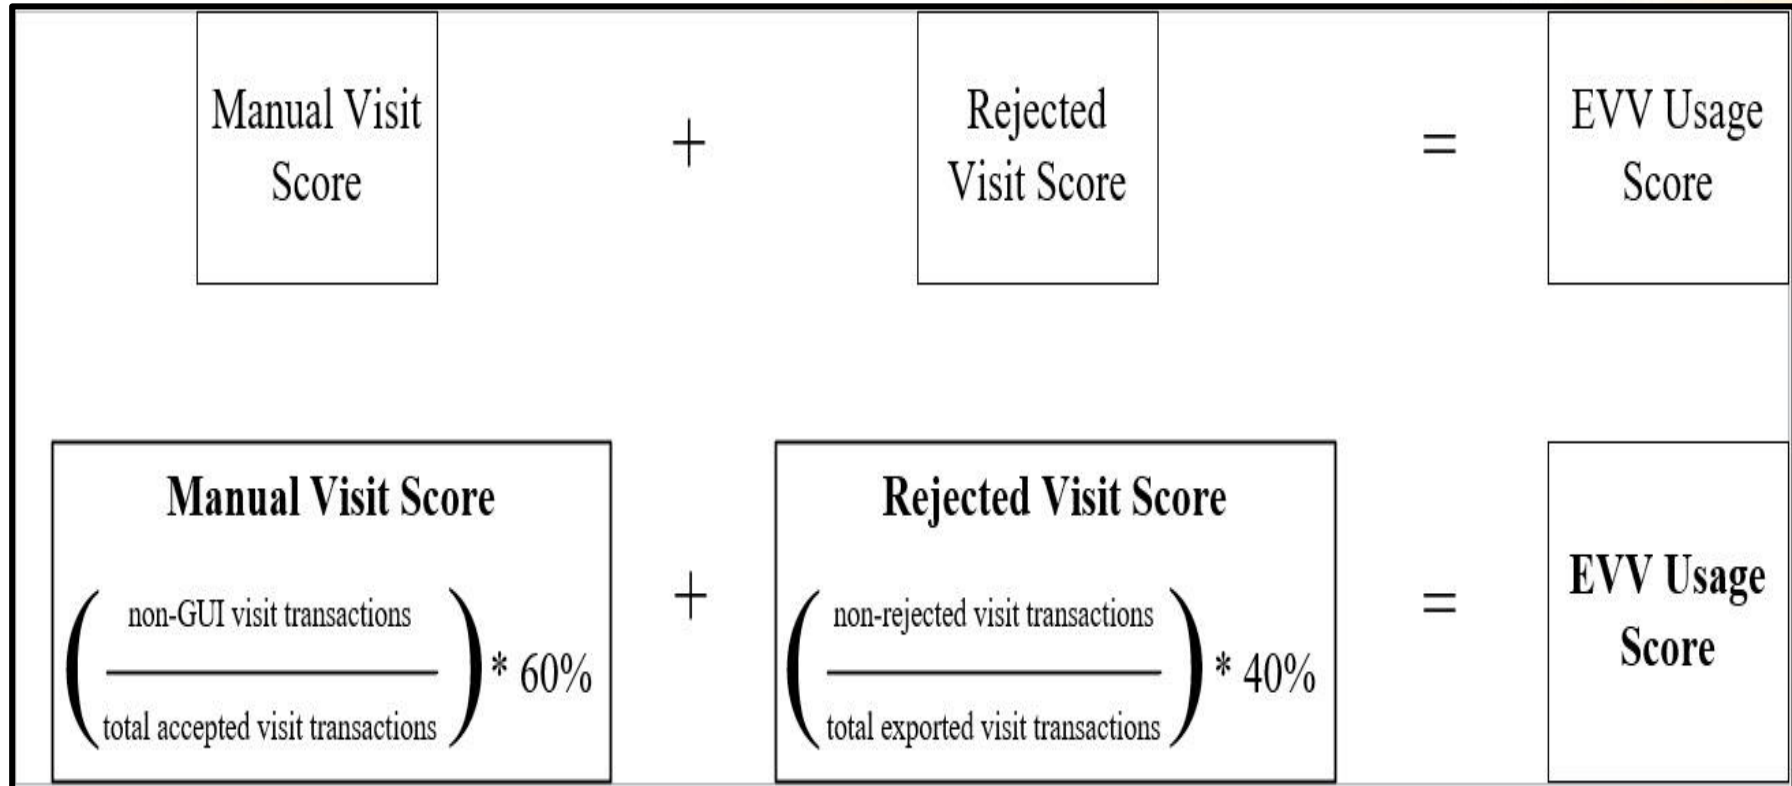 Manual Visit
Score
+
Rejected
Visit Score
=
EVV Usage
Score
Manual Visit Score
( non-GUI visit transactions
total accepted visit transactions ) * 60%
+
Rejected Visit Score
( non-rejected visit transactions
total exported visit transactions ) * 40%
=
EVV Usage
Score